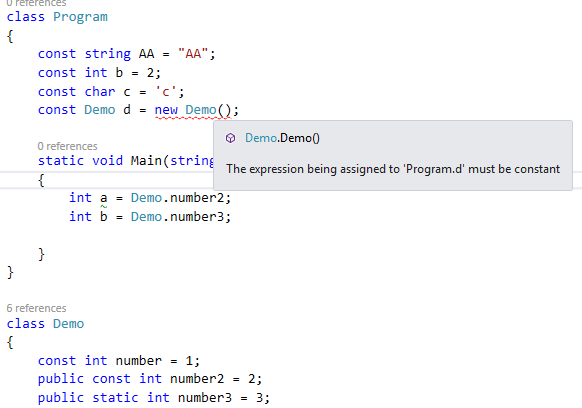 0 references
class Program
{
const string AA = "AA";
const int b = 2;
const char c = 'c';
const Demo d = new Demo();
Demo.Demo()
The expression being assigned to 'Program.d' must be constant
0 references
static void Main(string
{
int a = Demo.number2;
int b = Demo.number3;
}
}
6 references
class Demo
{
const int number = 1;
public const int number2 = 2;
public static int number3 = 3;